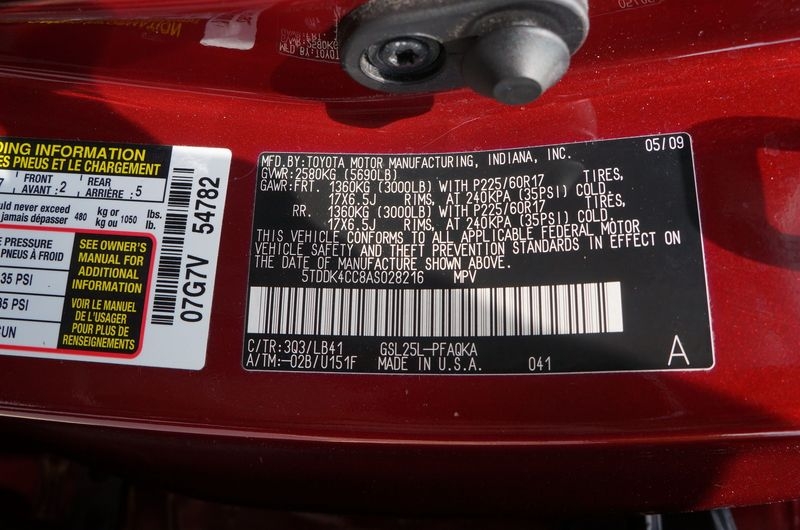 DING INFORMATION
ES PNEUS ET LE CHARGEMENT
7 FRONT AVANT : 2 REAR ARRIÈRE : 5
uld never exceed 480 kg or 1050 lbs.
jamais dépasser kg ou lb.
PRESSURE
PNEUS À FROID
35 PSI
35 PSI
SEE OWNER'S
MANUAL FOR
ADDITIONAL
INFORMATION
VOIR LE MANUEL
DE L'USAGER
POUR PLUS DE
RENSEIGNEMENTS
07G7V 54782
MFD.BY:TOYOTA MOTOR MANUFACTURING, INDIANA, INC. 05/09
GVWR:2580KG (5690LB)
GAWR:FRT. 1360KG (3000LB) WITH P225/60R17 TIRES,
17X6.5J RIMS, AT 240KPA (35PSI) COLD.
RR. 1360KG (3000LB) WITH P225/60R17 TIRES,
17X6.5J RIMS, AT 240KPA (35PSI) COLD.
THIS VEHICLE CONFORMS TO ALL APPLICABLE FEDERAL MOTOR
VEHICLE SAFETY AND THEFT PREVENTION STANDARDS IN EFFECT ON
THE DATE OF MANUFACTURE SHOWN ABOVE.
5TDDK4CC8AS028216 MPV
C/TR:3Q3/LB41 GSL25L-PFAQKA
A/TM:-02B/U151F MADE IN U.S.A. 041 A